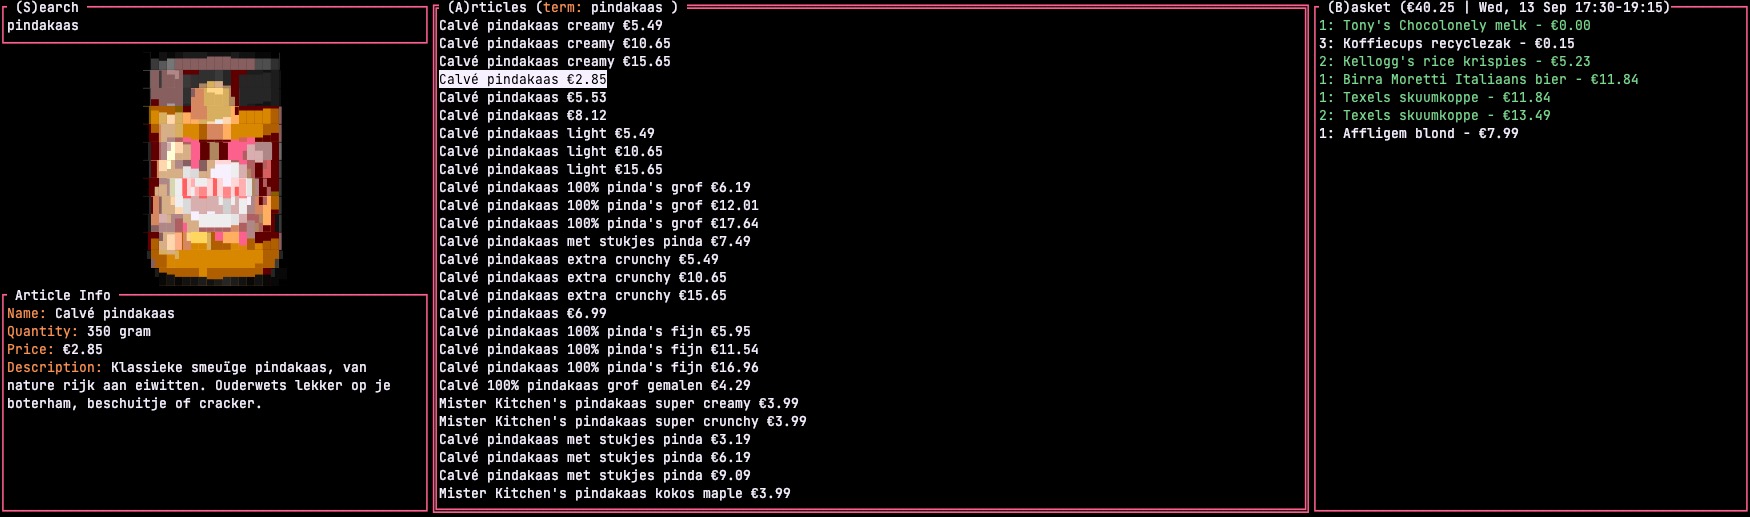 (S)earch
pindakaas
Article Info
Name: Calvé pindakaas
Quantity: 350 gram
Price: €2.85
Description: Klassieke smeuïge pindakaas, van
nature rijk aan eiwitten. Ouderwets lekker op je
boterham, beschuitje of cracker.
(A)rticles (term: pindakaas )
Calvé pindakaas creamy €5.49
Calvé pindakaas creamy €10.65
Calvé pindakaas creamy €15.65
Calvé pindakaas €2.85
Calvé pindakaas €5.53
Calvé pindakaas €8.12
Calvé pindakaas light €5.49
Calvé pindakaas light €10.65
Calvé pindakaas light €15.65
Calvé pindakaas 100% pinda's grof €6.19
Calvé pindakaas 100% pinda's grof €12.01
Calvé pindakaas 100% pinda's grof €17.64
Calvé pindakaas met stukjes pinda €7.49
Calvé pindakaas extra crunchy €5.49
Calvé pindakaas extra crunchy €10.65
Calvé pindakaas extra crunchy €15.65
Calvé pindakaas €6.99
Calvé pindakaas 100% pinda's fijn €5.95
Calvé pindakaas 100% pinda's fijn €11.54
Calvé pindakaas 100% pinda's fijn €16.96
Calvé 100% pindakaas grof gemalen €4.29
Mister Kitchen's pindakaas super creamy €3.99
Mister Kitchen's pindakaas super crunchy €3.99
Calvé pindakaas met stukjes pinda €3.19
Calvé pindakaas met stukjes pinda €6.19
Calvé pindakaas met stukjes pinda €9.09
Mister Kitchen's pindakaas kokos maple €3.99
(B)asket (€40.25 | Wed, 13 Sep 17:30-19:15)
1: Tony's Chocolonely melk - €0.00
3: Koffiecups recyclezak - €0.15
2: Kellogg's rice krispies - €5.23
1: Birra Moretti Italiaans bier - €11.84
1: Texels skuumkoppe - €11.84
2: Texels skuumkoppe - €13.49
1: Affligem blond - €7.99